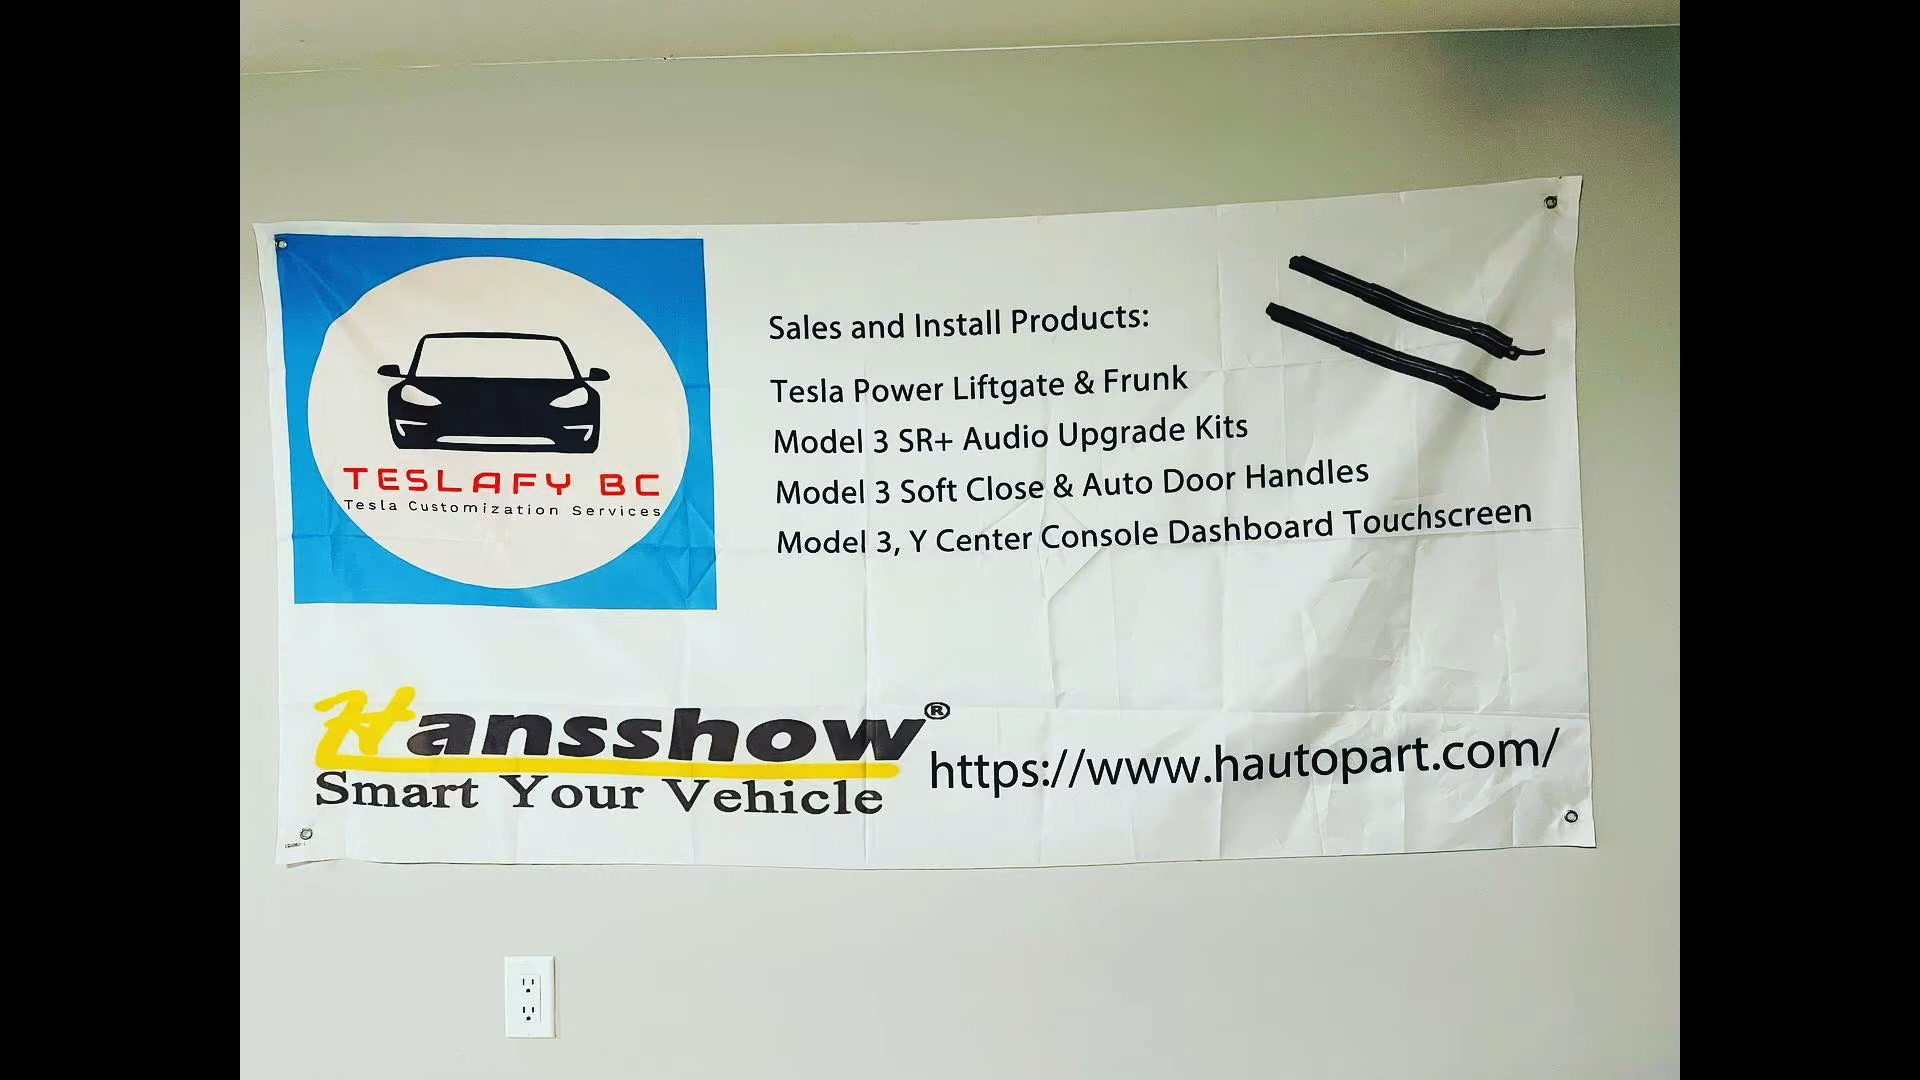 TESLAFY BC
Tesla Customization Services
Sales and Install Products:
Tesla Power Liftgate & Frunk
Model 3 SR+ Audio Upgrade Kits
Model 3 Soft Close & Auto Door Handles
Model 3, Y Center Console Dashboard Touchscreen
Hansshow®
Smart Your Vehicle
https://www.hautopart.com/